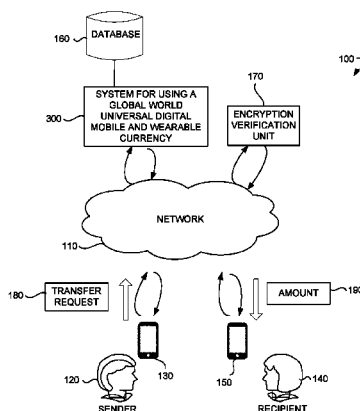 160
DATABASE
100
170
SYSTEM FOR USING A
GLOBAL WORLD
UNIVERSAL DIGITAL
MOBILE AND WEARABLE
CURRENCY
300
ENCRYPTION
VERIFICATION
UNIT
NETWORK
110
180
TRANSFER
REQUEST
AMOUNT
190
120
130
150
140
SENDER
RECIPIENT